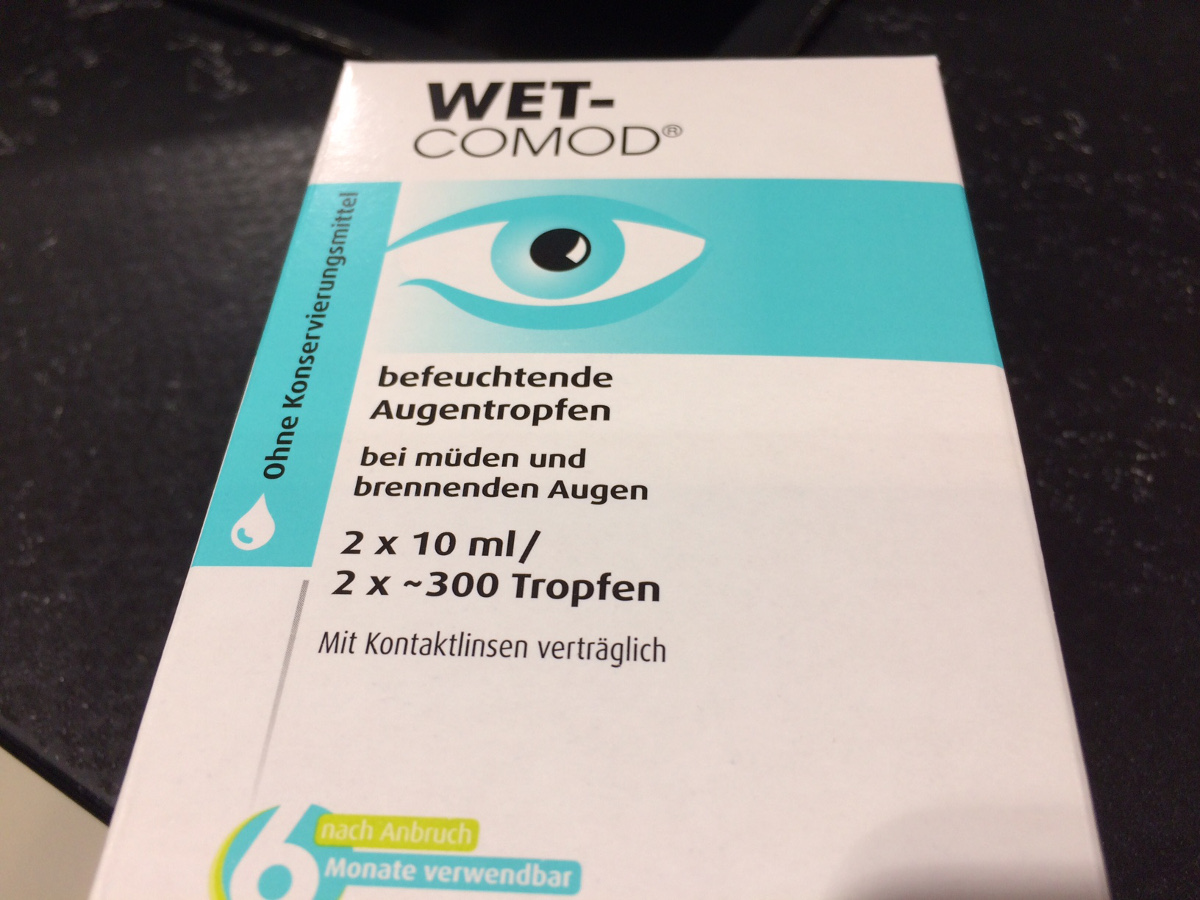 WET-
COMOD®
Ohne Konservierungsmittel
befeuchtende
Augentropfen
bei müden und
brennenden Augen
2 x 10 ml/
2 x ~300 Tropfen
Mit Kontaktlinsen verträglich
6 nach Anbruch
Monate verwendbar